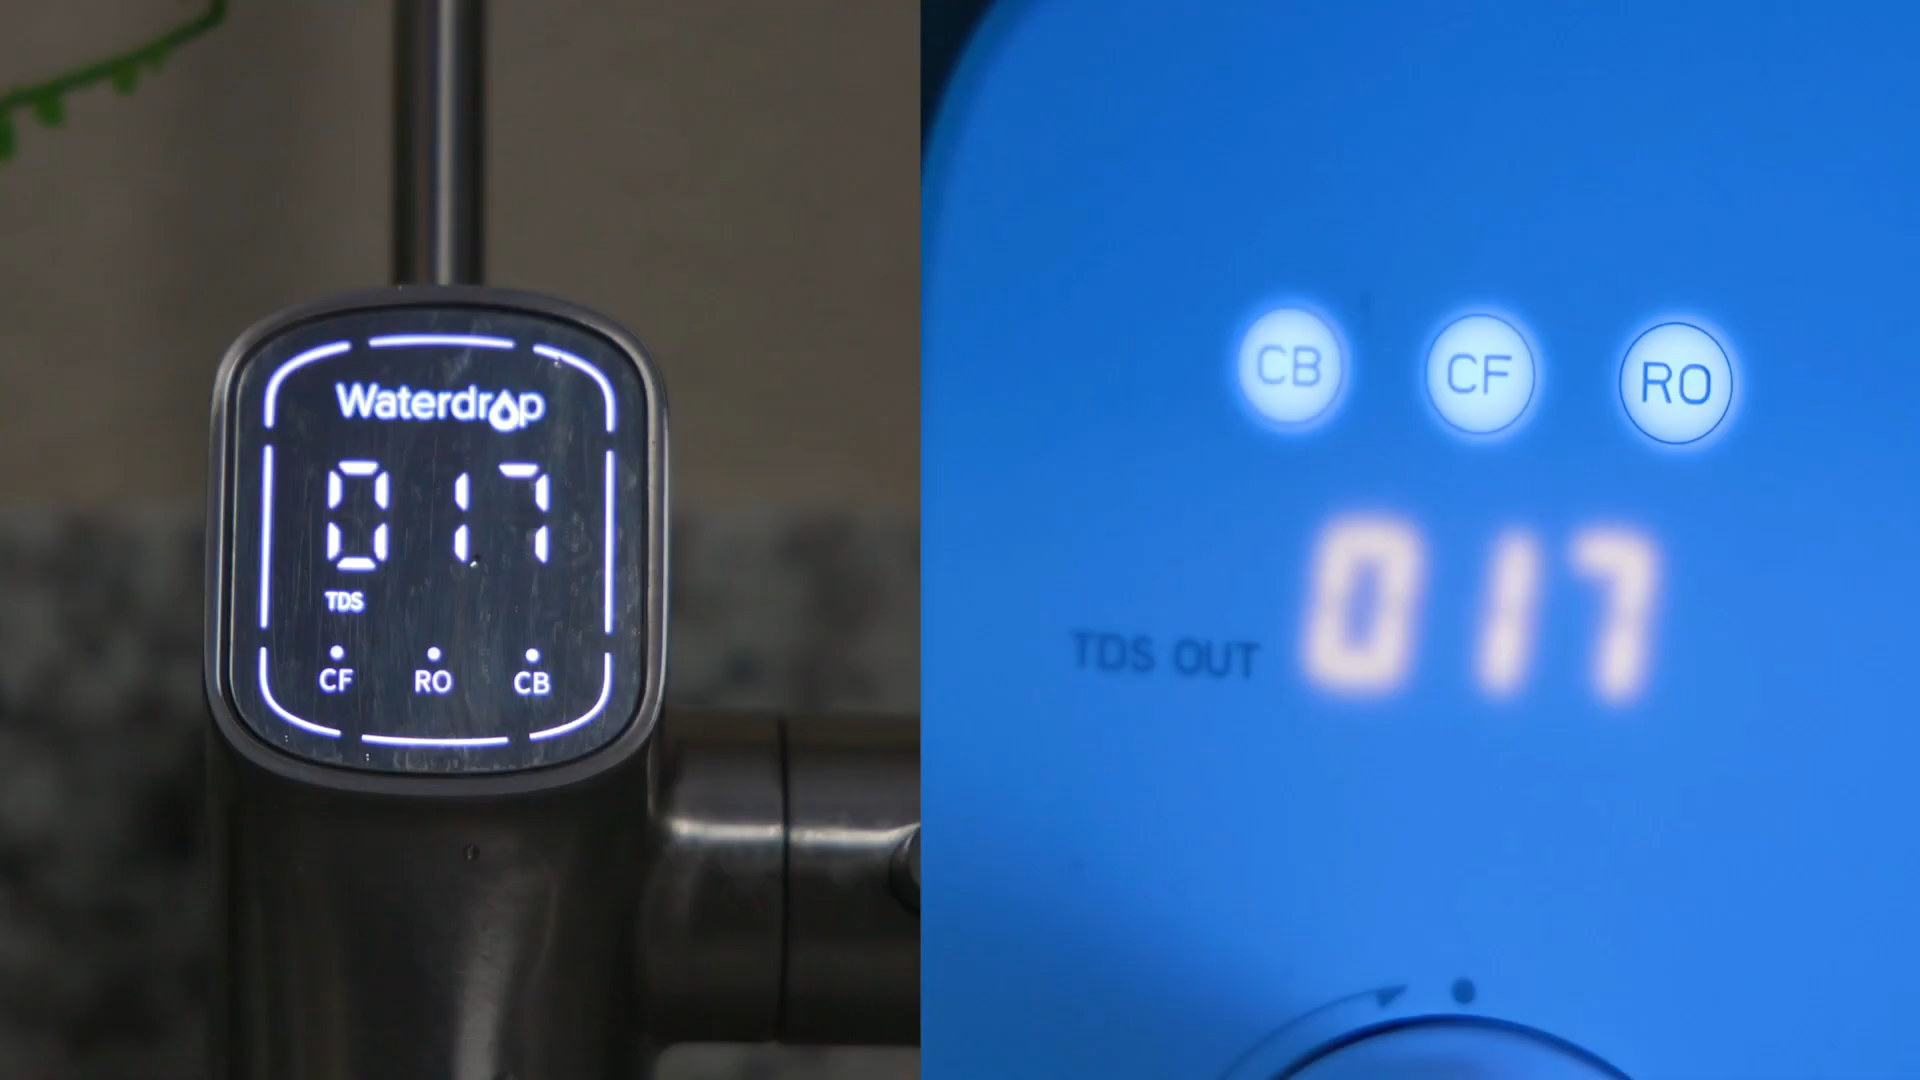 Waterdrop
017
TDS
CF RO CB
CB CF RO
TDS OUT 017